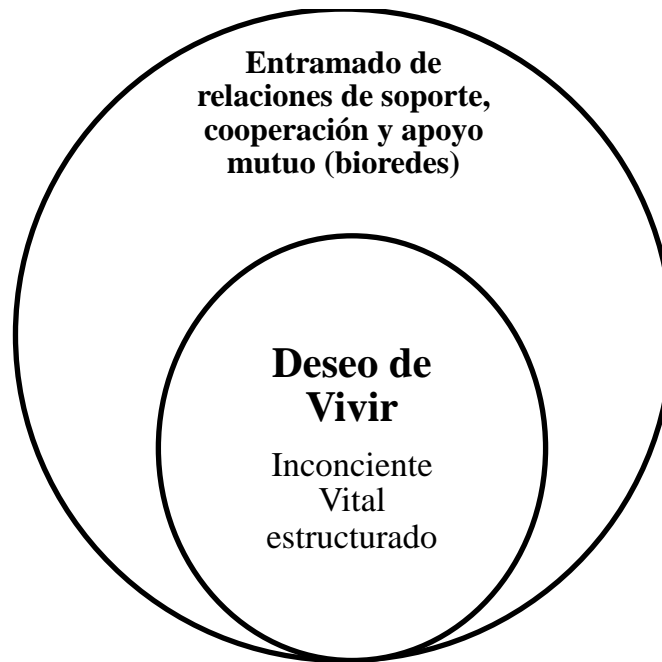 Entramado de
relaciones de soporte,
cooperación y apoyo
mutuo (bioredes)
Deseo de
Vivir
Inconciente
Vital
estructurado